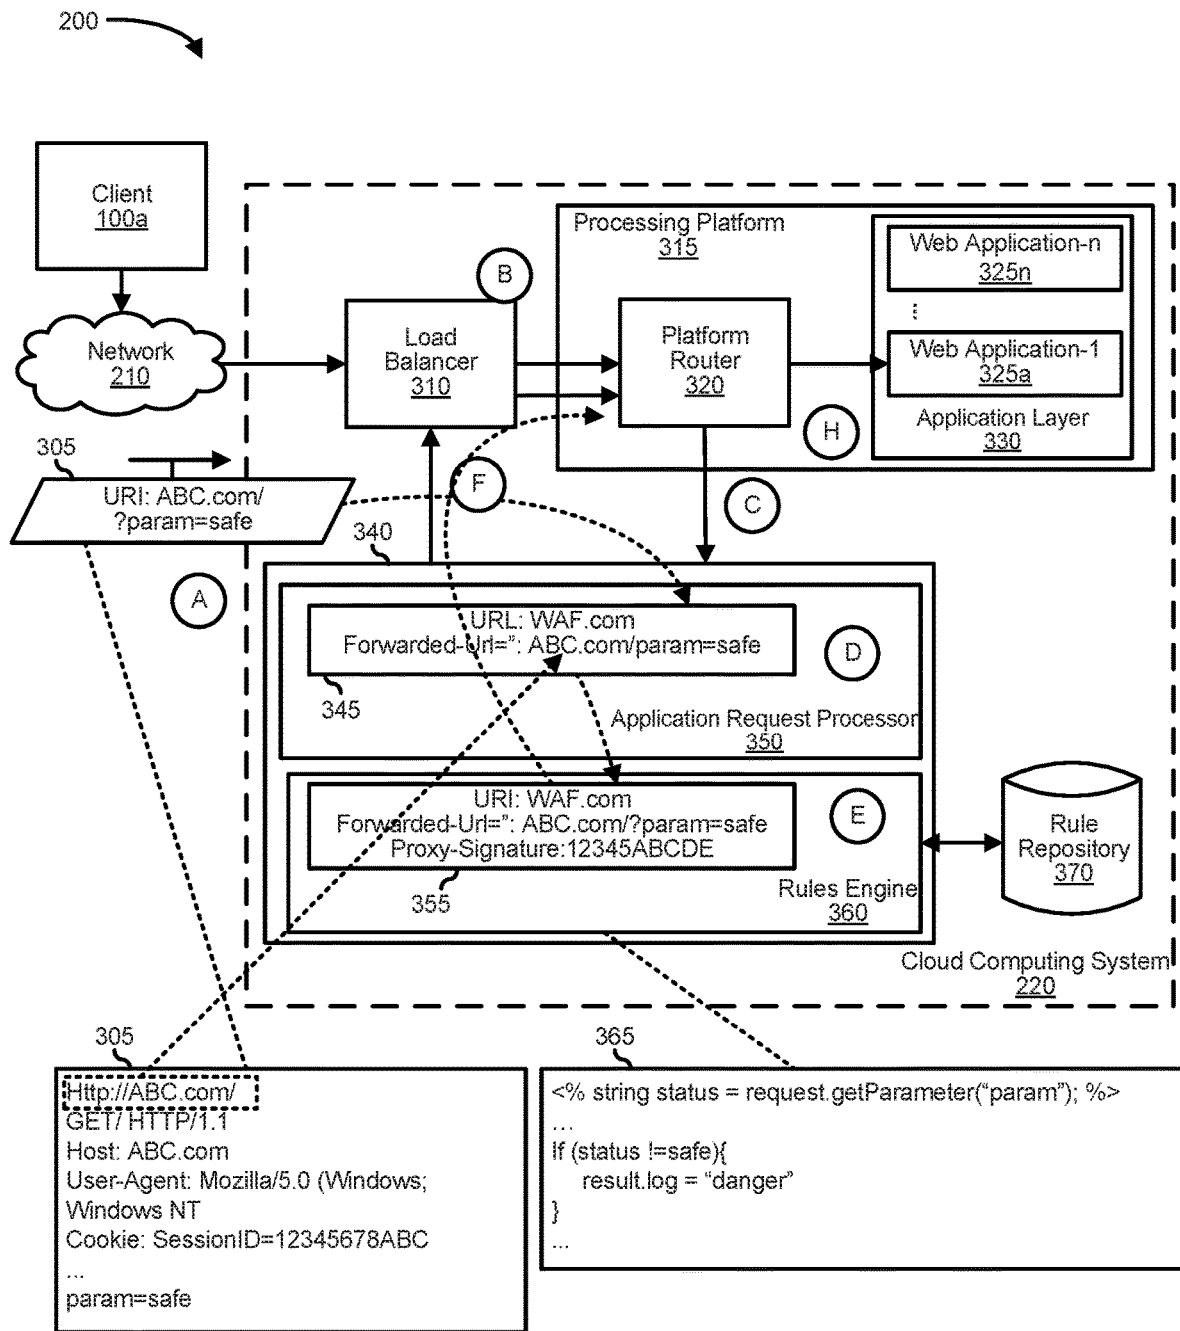 200
Client
100a
Network
210
305
URI: ABC.com/
?param=safe
A
Load
Balancer
310
B
Processing Platform
315
Platform
Router
320
Web Application-n
325n
...
Web Application-1
325a
Application Layer
330
H
F
C
340
URL: WAF.com
Forwarded-Url=”: ABC.com/param=safe
345
D
Application Request Processor
350
URI: WAF.com
Forwarded-Url=”: ABC.com/?param=safe
Proxy-Signature:12345ABCDE
355
E
Rules Engine
360
Rule
Repository
370
Cloud Computing System
220
305
Http://ABC.com/
GET/ HTTP/1.1
Host: ABC.com
User-Agent: Mozilla/5.0 (Windows;
Windows NT
Cookie: SessionID=12345678ABC
...
param=safe
365
<% string status = request.getParameter(“param”); %>
...
If (status !=safe){
result.log = “danger”
}
...